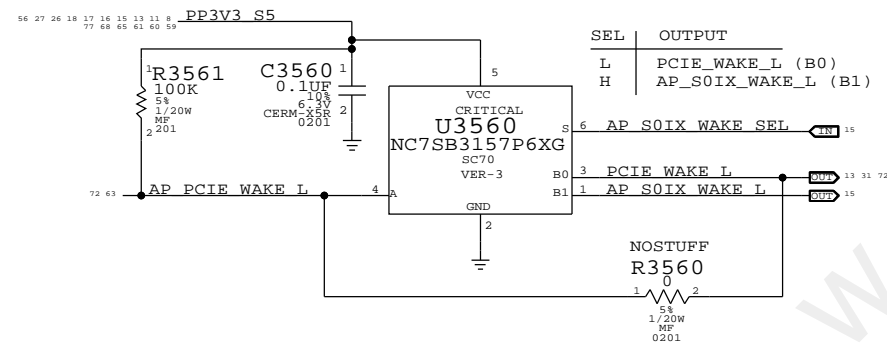 56 27 26 18 17 16 15 13 11 8
77 68 65 61 60 59
PP3V3_S5
SEL OUTPUT
L PCIE_WAKE_L (B0)
H AP_S0IX_WAKE_L (B1)
1
R3561
100K
5%
1/20W
MF
2 201
C3560 1
0.1UF
10%
6.3V 2
CERM-X5R
0201
5
VCC
CRITICAL
U3560
NC7SB3157P6XG
SC70
VER-3
S 6 AP_S0IX_WAKE_SEL IN 15
B0 3 PCIE_WAKE_L OUT 13 31 72
B1 1 AP_S0IX_WAKE_L OUT 15
72 63 AP_PCIE_WAKE_L 4 A
GND
2
NOSTUFF
R3560
0
1 2
5%
1/20W
MF
0201
W